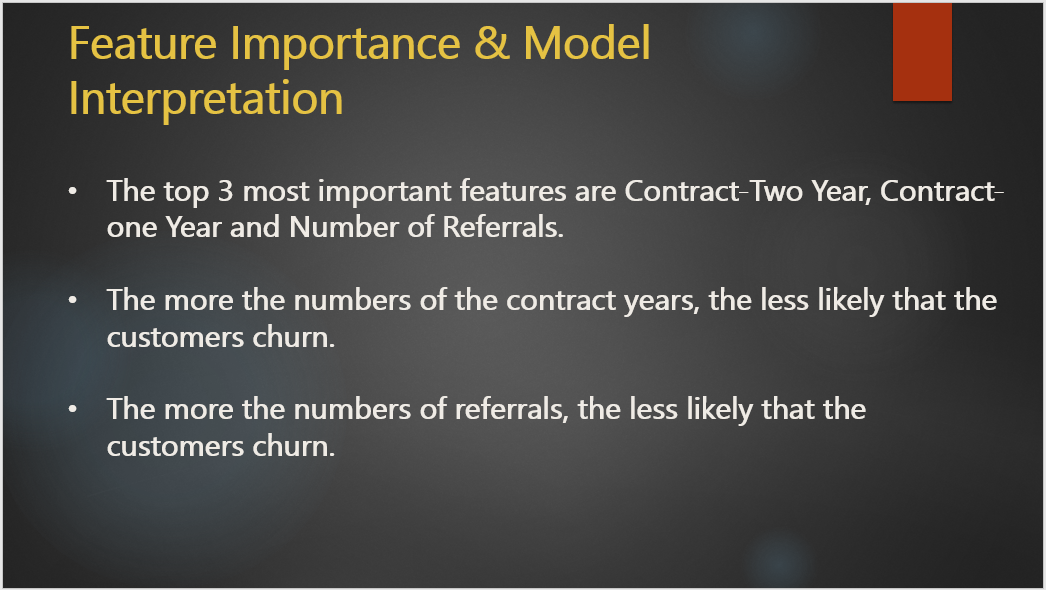 Feature Importance & Model
Interpretation
• The top 3 most important features are Contract-Two Year, Contract-
one Year and Number of Referrals.
• The more the numbers of the contract years, the less likely that the
customers churn.
• The more the numbers of referrals, the less likely that the
customers churn.